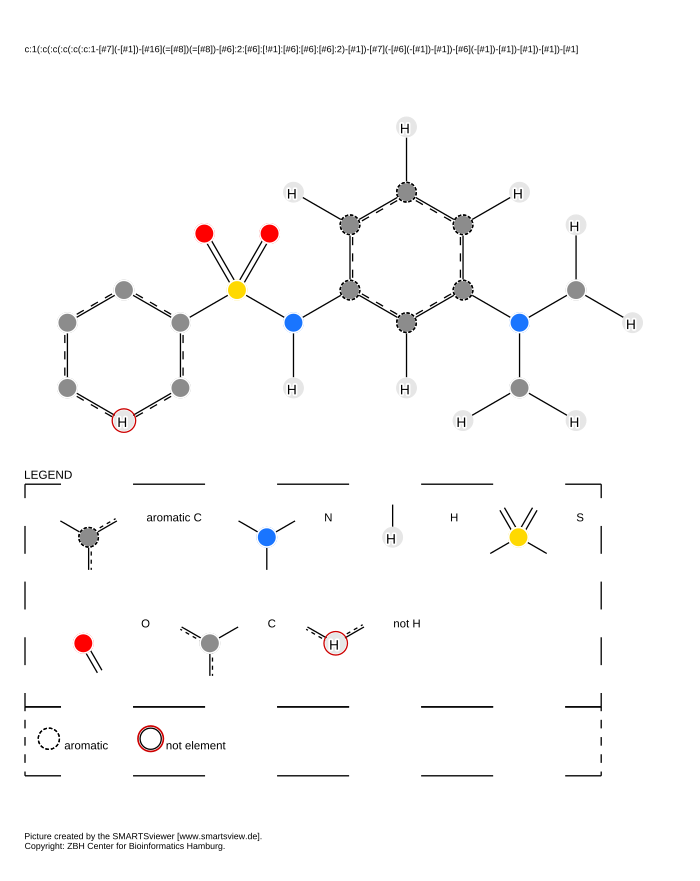 c:1(:c(:c(:c(:c(:c:1-[#7](-[#1])-[#16](=[#8])(=[#8])-[#6]:2:[#6]:[!#1]:[#6]:[#6]:[#6]:2)-[#1])-[#7](-[#6](-[#1])-[#1])-[#6](-[#1])-[#1])-[#1])-[#1])-[#1]
H
H
H
H
H
H
H
H
H
H
H
LEGEND
aromatic C
N
H
H
S
O
C
H
not H
aromatic
not element
Picture created by the SMARTSviewer [www.smartsview.de].
Copyright: ZBH Center for Bioinformatics Hamburg.